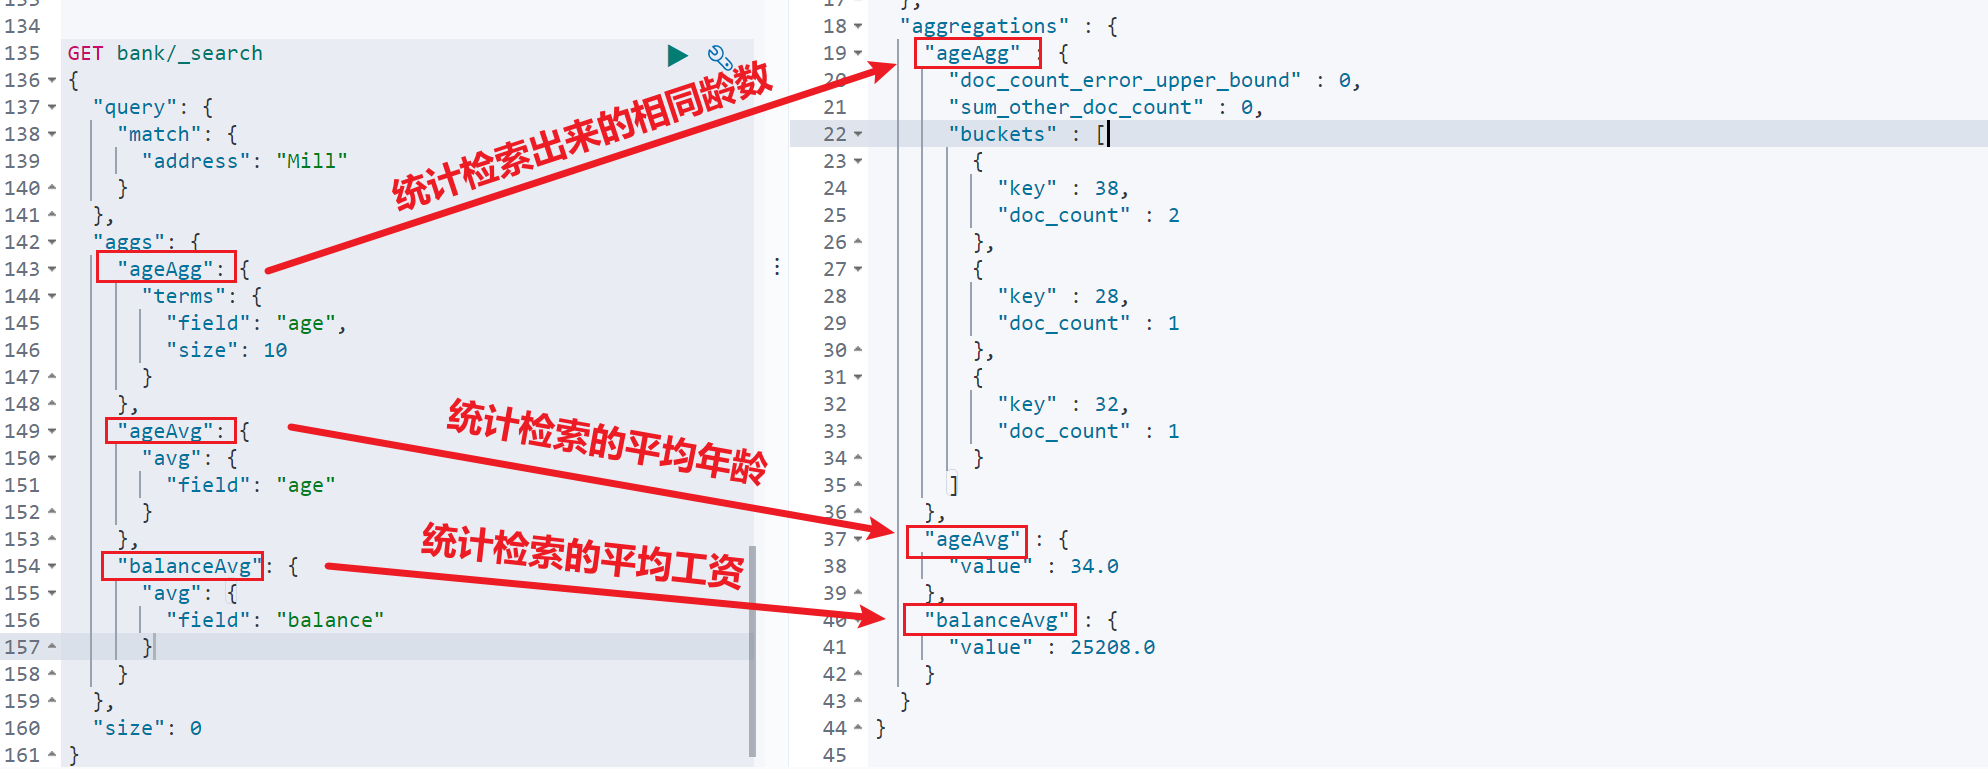 133
134
135 GET bank/_search
136 {
137 "query": {
138 "match": {
139 "address": "Mill"
140 }
141 },
142 "aggs": {
143 "ageAgg": {
144 "terms": {
145 "field": "age",
146 "size": 10
147 }
148 },
149 "ageAvg": {
150 "avg": {
151 "field": "age"
152 }
153 },
154 "balanceAvg": {
155 "avg": {
156 "field": "balance"
157 }
158 }
159 },
160 "size": 0
161 }
统计检索出来的相同龄数
统计检索的平均年龄
统计检索的平均工资
17 },
18 "aggregations" : {
19 "ageAgg" : {
20 "doc_count_error_upper_bound" : 0,
21 "sum_other_doc_count" : 0,
22 "buckets" : [
23 {
24 "key" : 38,
25 "doc_count" : 2
26 },
27 {
28 "key" : 28,
29 "doc_count" : 1
30 },
31 {
32 "key" : 32,
33 "doc_count" : 1
34 }
35 ]
36 },
37 "ageAvg" : {
38 "value" : 34.0
39 },
40 "balanceAvg" : {
41 "value" : 25208.0
42 }
43 }
44 }
45